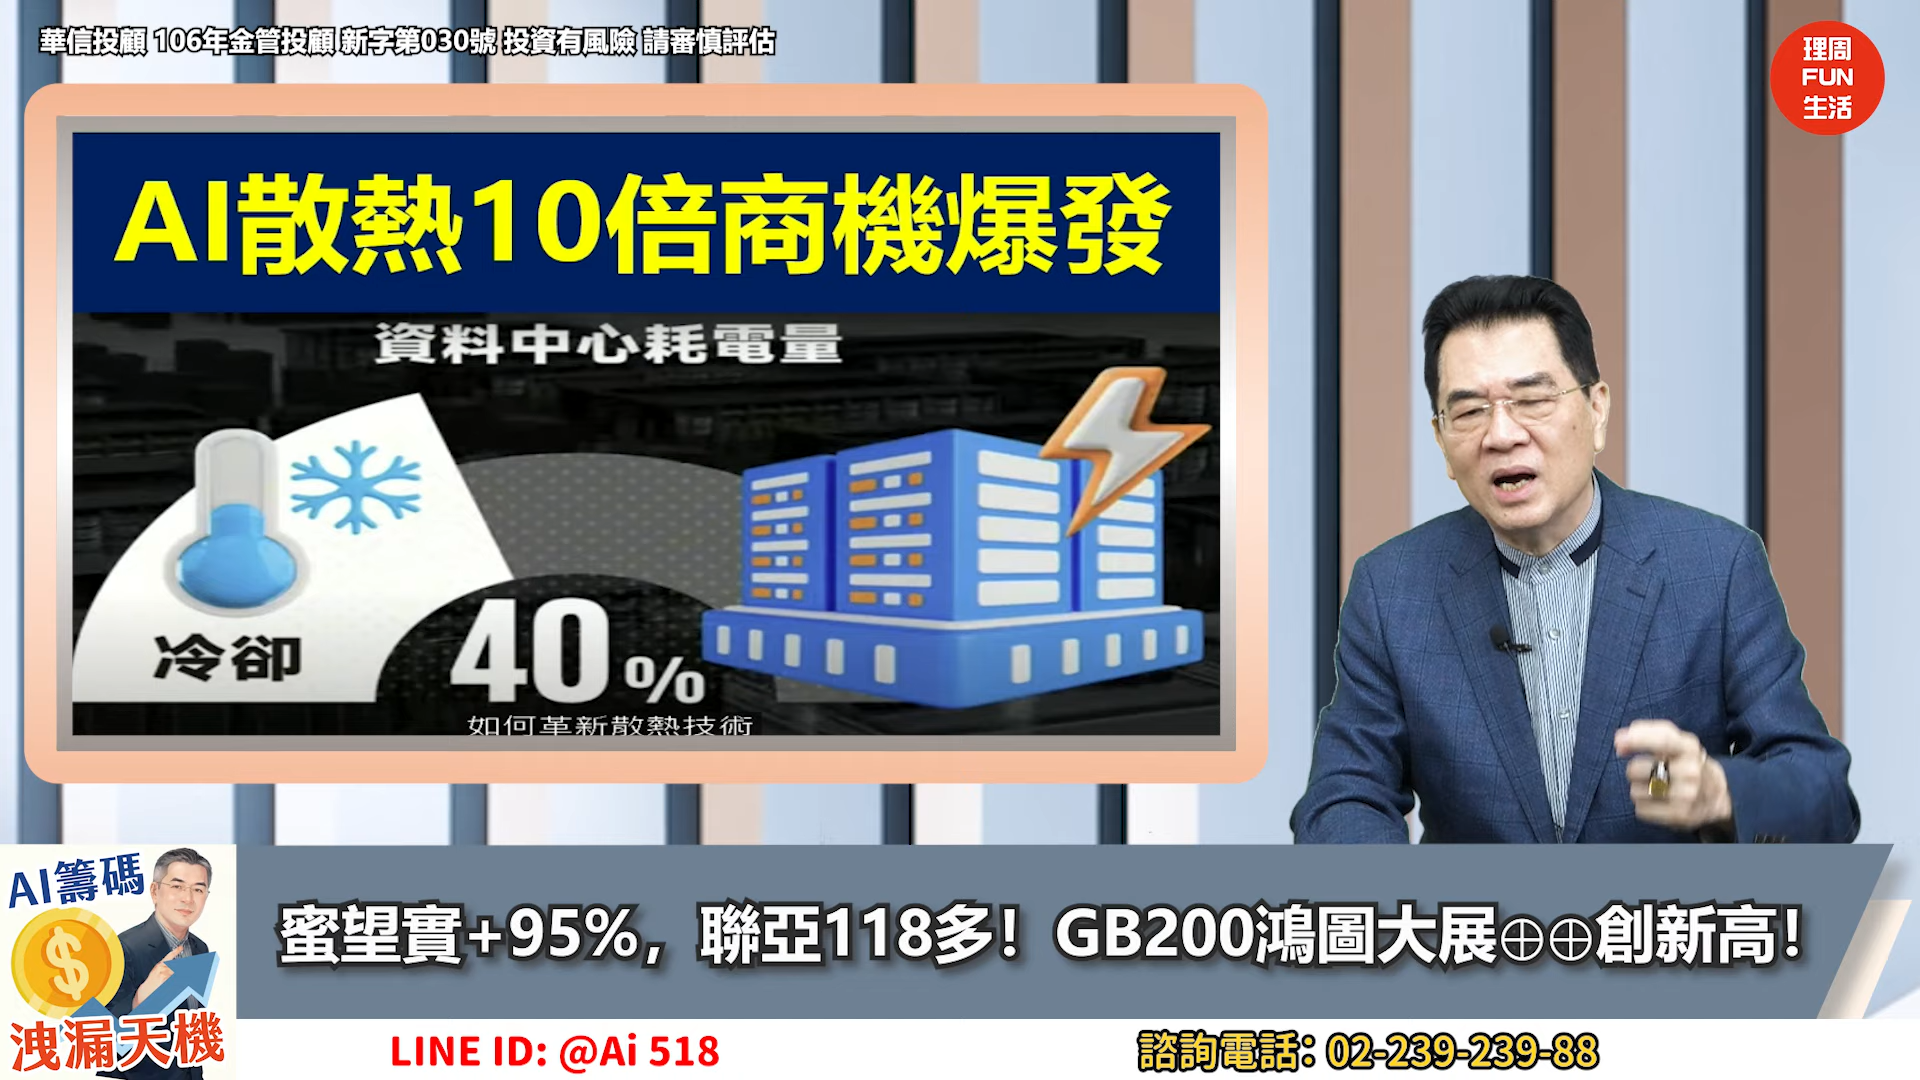 華信投顧 106年金管投顧 新字第030號 投資有風險 請審慎評估
理周
FUN
生活
AI散熱10倍商機爆發
資料中心耗電量
冷卻
40%
如何革新散熱技術
AI籌碼
洩漏天機
蜜望實+95%，聯亞118多！GB200鴻圖大展⊕⊕創新高！
LINE ID: @Ai 518
諮詢電話：02-239-239-88